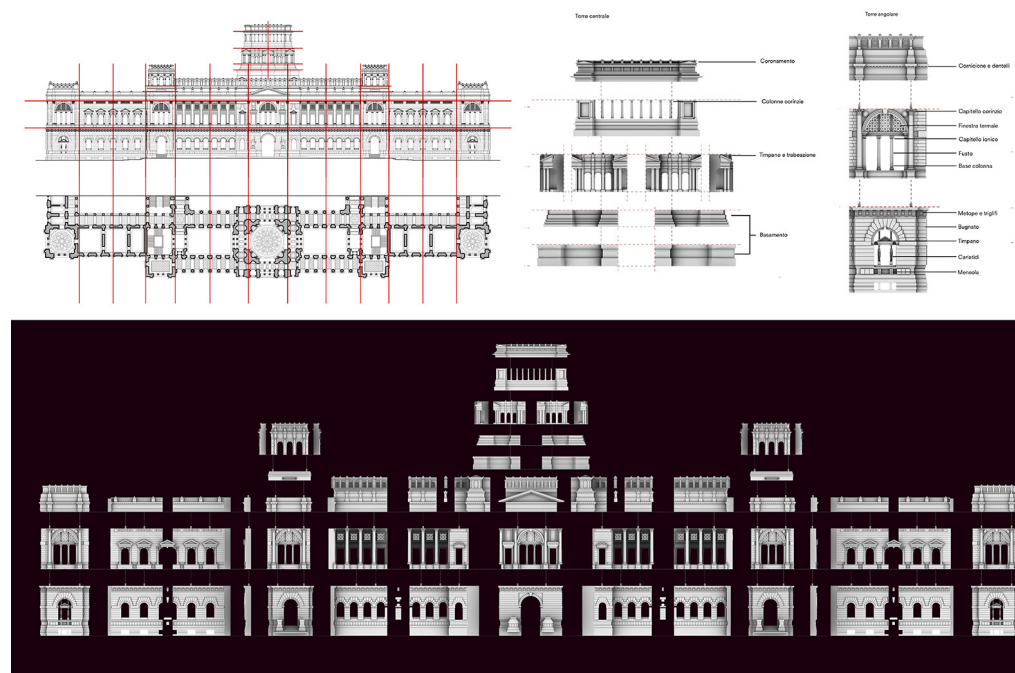 Torre centrale
Coronamento
Colonne corinzie
Timpano e trabeazione
Basamento
Torre angolare
Cornicione e dentelli
Capitello corinzio
Finestra termale
Capitello ionico
Fusto
Base colonna
Metope e triglifi
Bugnato
Timpano
Cariatidi
Mensola